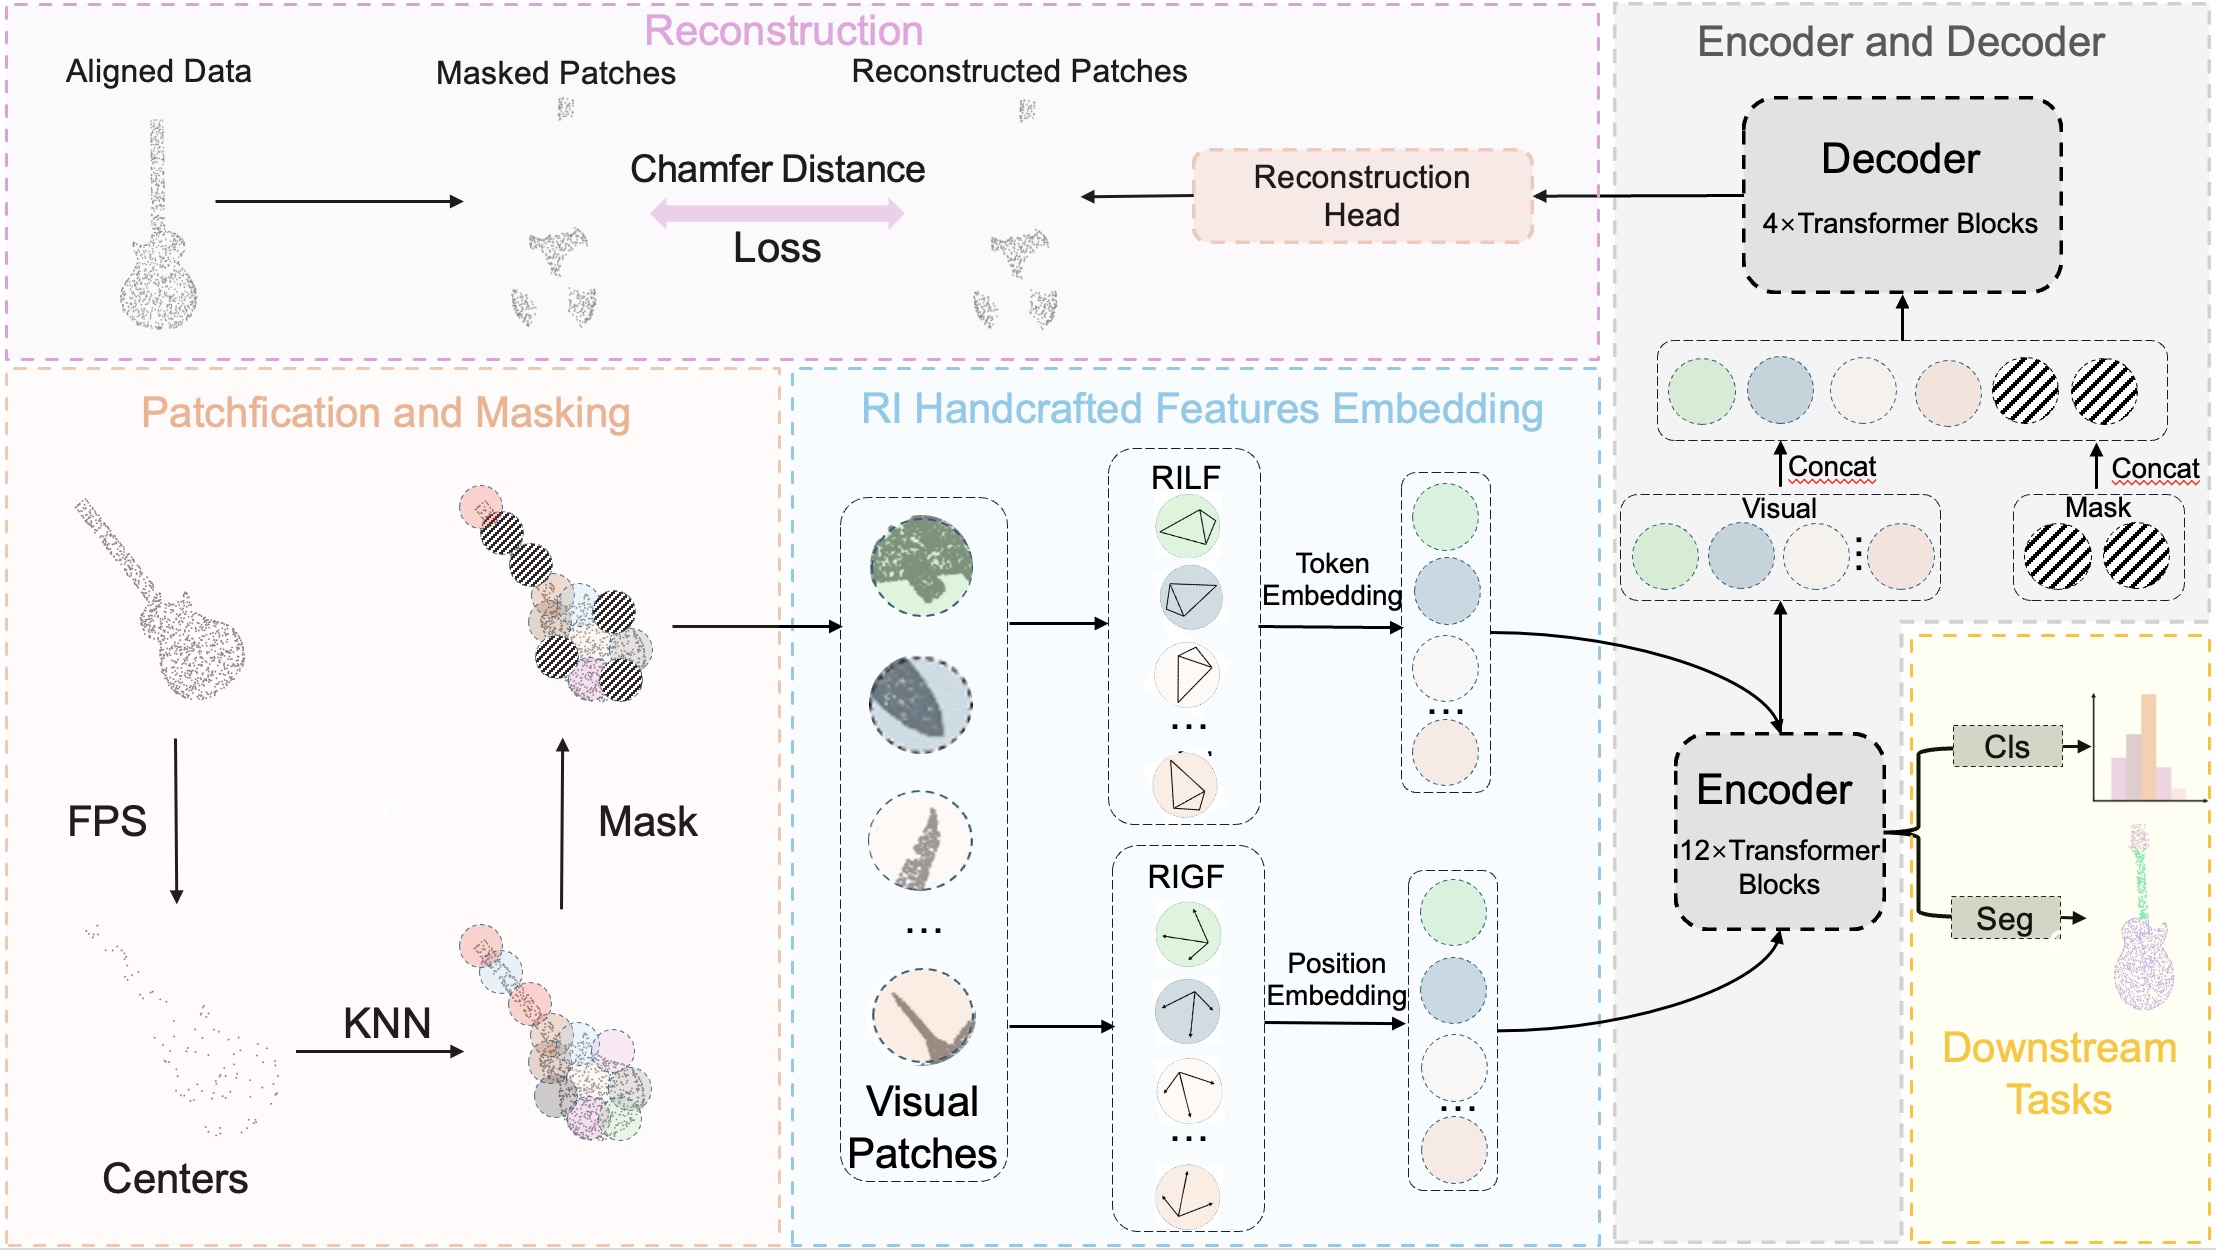 Reconstruction
Aligned Data
Masked Patches
Reconstructed Patches
Chamfer Distance
Loss
Reconstruction
Head
Encoder and Decoder
Decoder
4×Transformer Blocks
Concat
Concat
Visual
Mask
Encoder
12×Transformer
Blocks
Patchfication and Masking
FPS
Mask
KNN
Centers
RI Handcrafted Features Embedding
Visual
Patches
RILF
Token
Embedding
RIGF
Position
Embedding
Cls
Seg
Downstream
Tasks